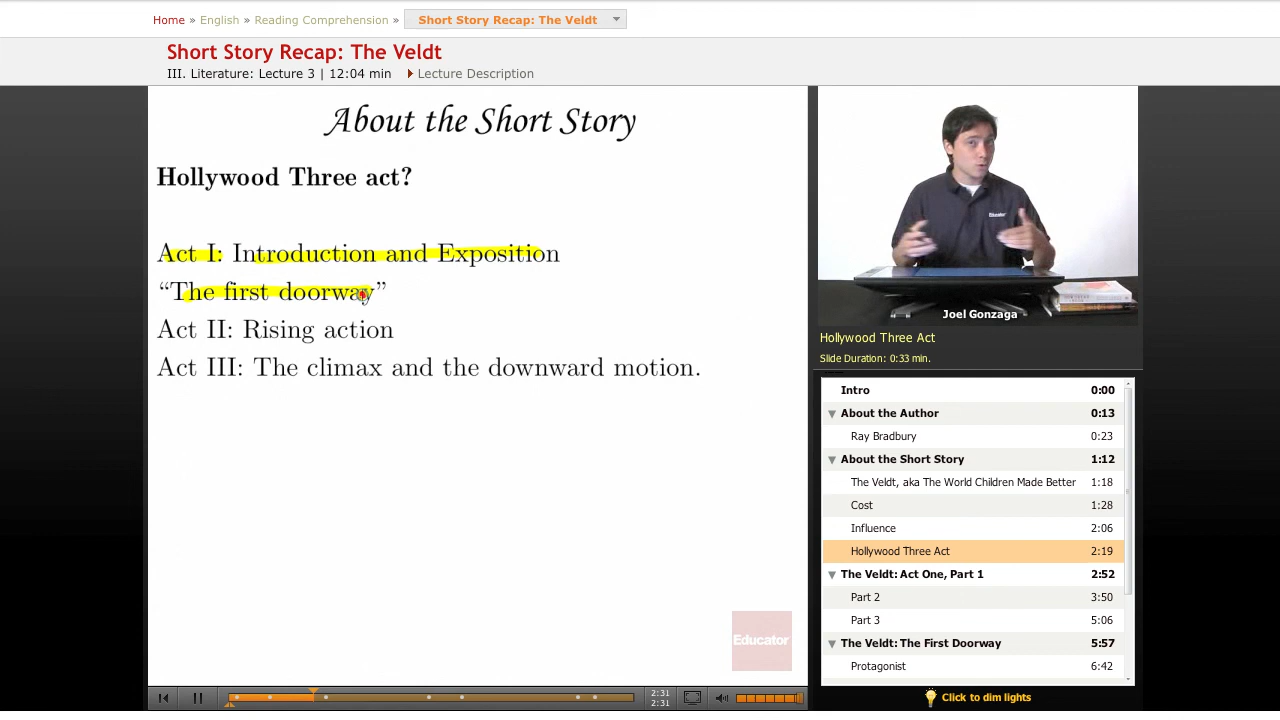 Home » English » Reading Comprehension » Short Story Recap: The Veldt
Short Story Recap: The Veldt
III. Literature: Lecture 3 | 12:04 min Lecture Description
About the Short Story
Hollywood Three act?
Act I: Introduction and Exposition
“The first doorway”
Act II: Rising action
Act III: The climax and the downward motion.
Educator
Educator
Joel Gonzaga
Hollywood Three Act
Slide Duration: 0:33 min.
Intro 0:00
About the Author 0:13
Ray Bradbury 0:23
About the Short Story 1:12
The Veldt, aka The World Children Made Better 1:18
Cost 1:28
Influence 2:06
Hollywood Three Act 2:19
The Veldt: Act One, Part 1 2:52
Part 2 3:50
Part 3 5:06
The Veldt: The First Doorway 5:57
Protagonist 6:42
2:31
2:31
Click to dim lights